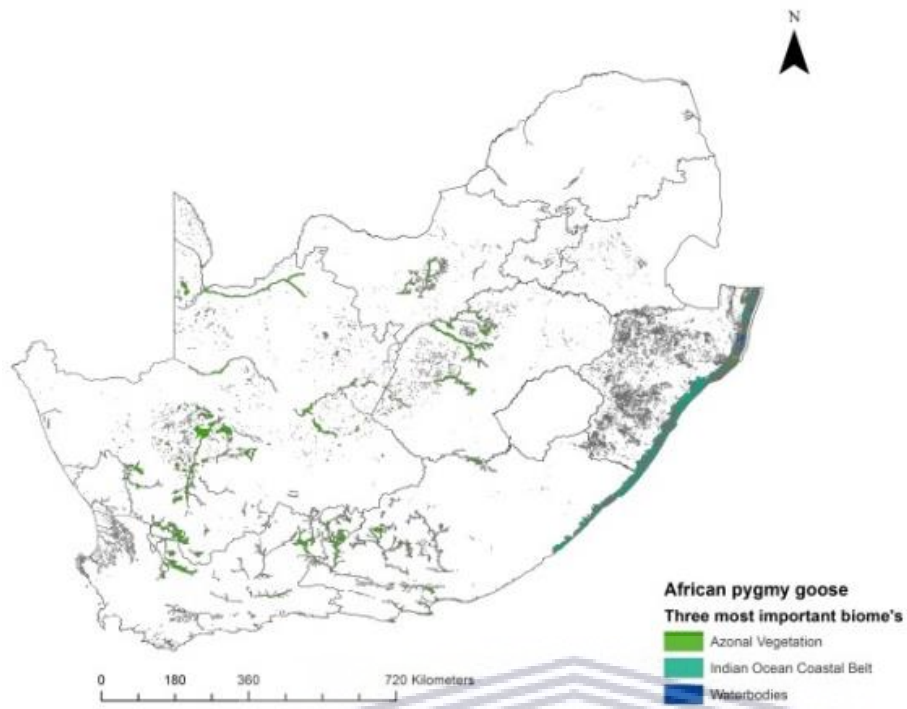 N
African pygmy goose
Three most important biome's
Azonal Vegetation
Indian Ocean Coastal Belt
Waterbodies
0 180 360 720 Kilometers